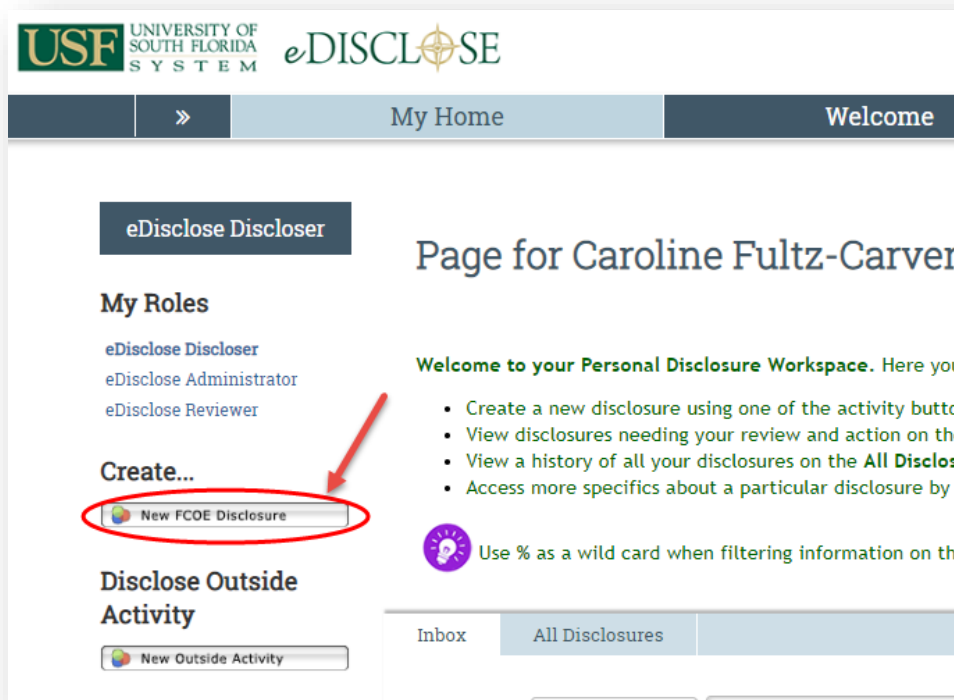 USF UNIVERSITY OF
SOUTH FLORIDA
SYSTEM
eDISCLOSE
» My Home Welcome
eDisclose Discloser
Page for Caroline Fultz-Carver
My Roles
eDisclose Discloser
eDisclose Administrator
eDisclose Reviewer
Welcome to your Personal Disclosure Workspace. Here you
• Create a new disclosure using one of the activity butto
• View disclosures needing your review and action on the
• View a history of all your disclosures on the All Disclos
• Access more specifics about a particular disclosure by
Create...
New FCOE Disclosure
Use % as a wild card when filtering information on th
Disclose Outside
Activity
New Outside Activity
Inbox All Disclosures